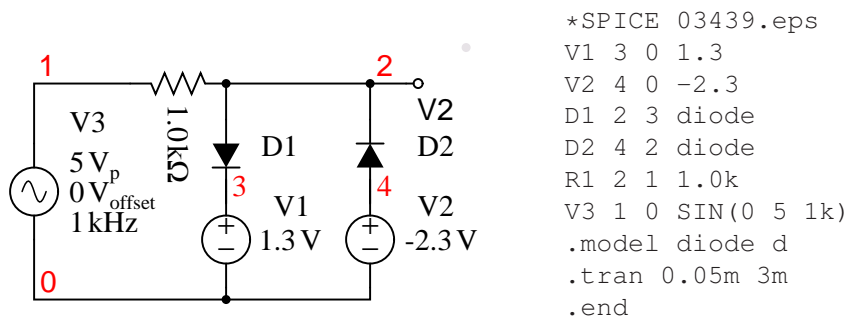 1
2
V2
V3
5 Vp
0 Voffset
1 kHz
1.0kΩ
D1
D2
3
4
V1
1.3 V
V2
-2.3 V
+
−
+
−
0
*SPICE 03439.eps
V1 3 0 1.3
V2 4 0 -2.3
D1 2 3 diode
D2 4 2 diode
R1 2 1 1.0k
V3 1 0 SIN(0 5 1k)
.model diode d
.tran 0.05m 3m
.end